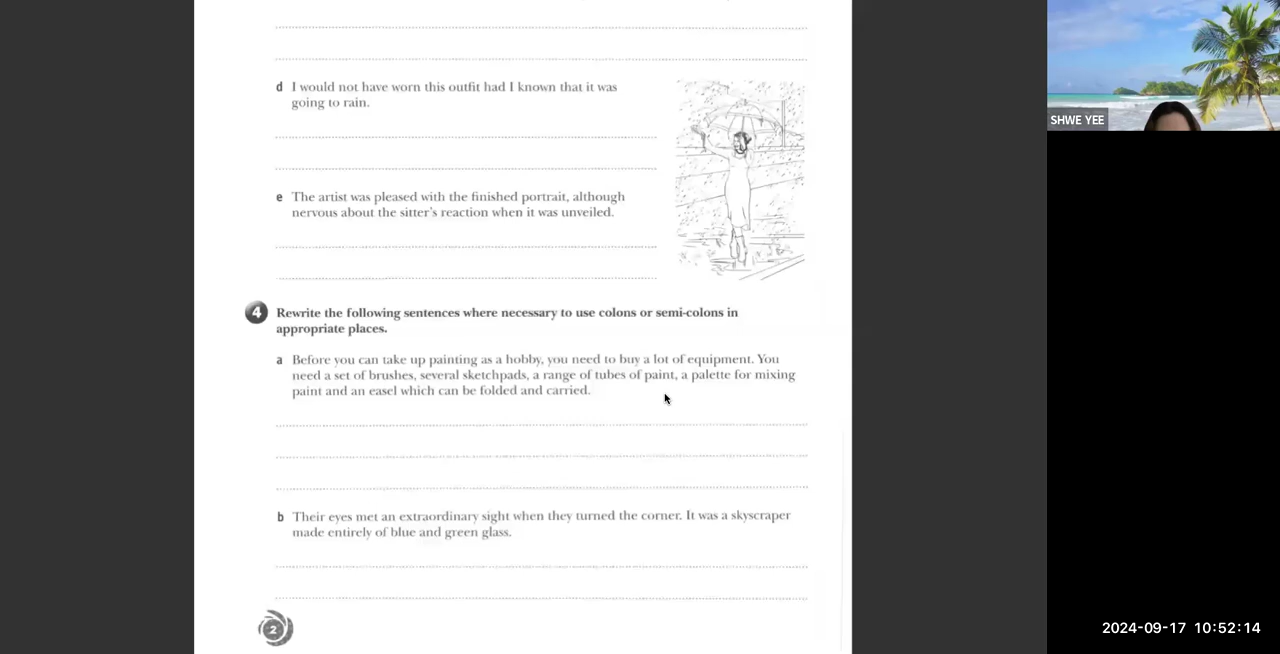 d I would not have worn this outfit had I known that it was
going to rain.
e The artist was pleased with the finished portrait, although
nervous about the sitter's reaction when it was unveiled.
4 Rewrite the following sentences where necessary to use colons or semi-colons in
appropriate places.
a Before you can take up painting as a hobby, you need to buy a lot of equipment. You
need a set of brushes, several sketchpads, a range of tubes of paint, a palette for mixing
paint and an easel which can be folded and carried.
b Their eyes met an extraordinary sight when they turned the corner. It was a skyscraper
made entirely of blue and green glass.
2
SHWE YEE
2024-09-17 10:52:14